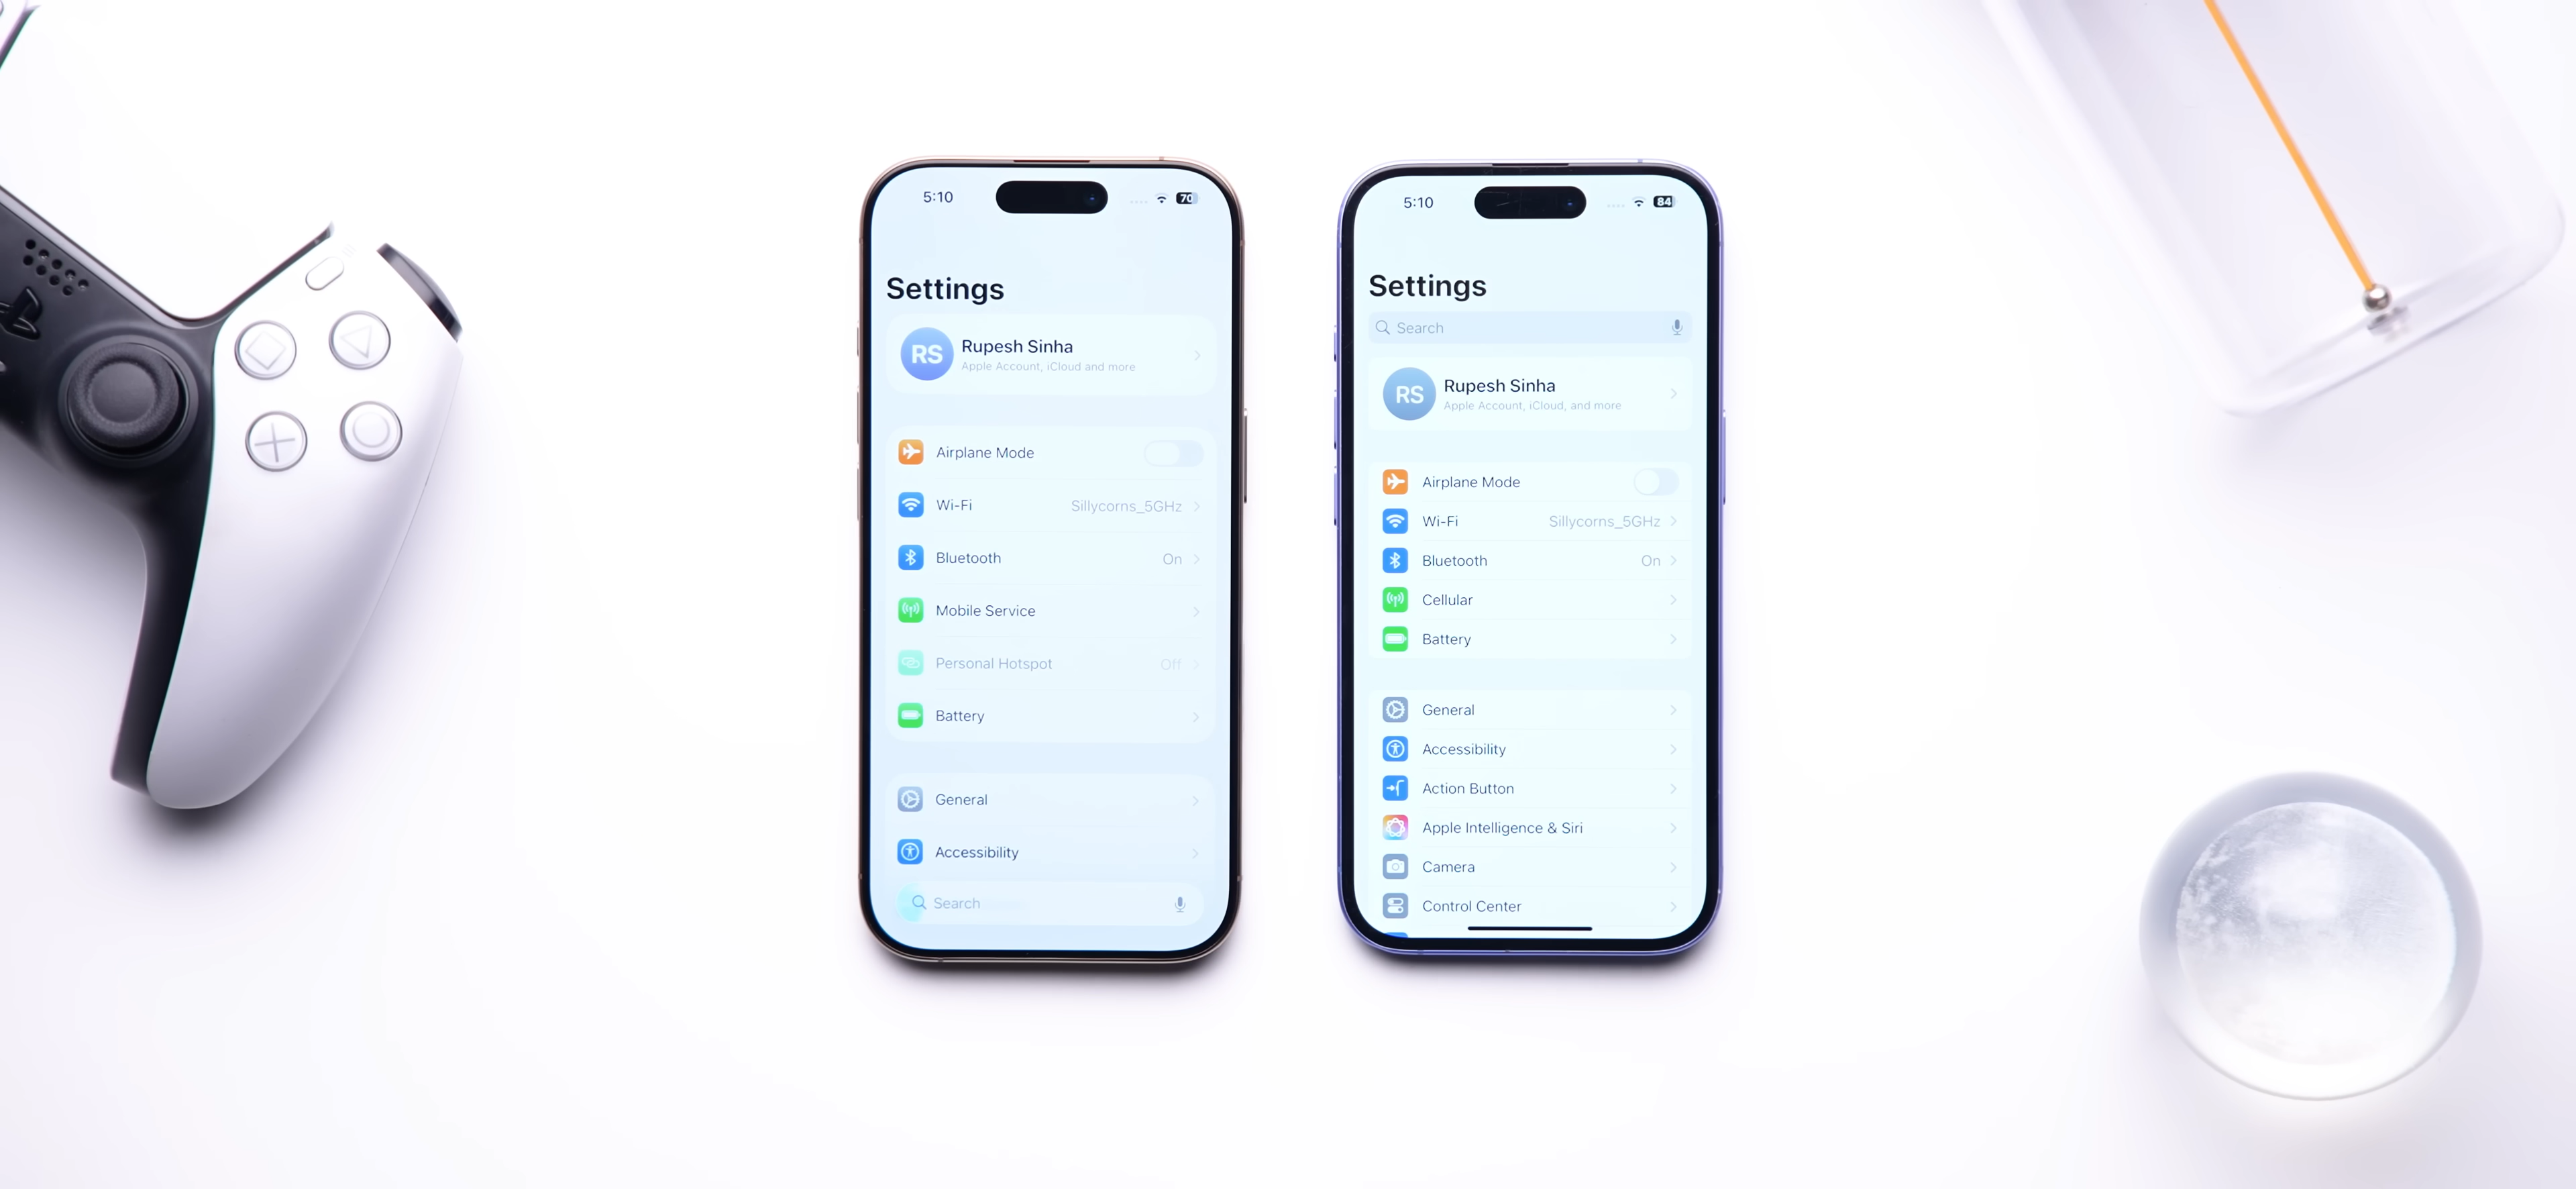 5:10
70
Settings
RS
Rupesh Sinha
Apple Account, iCloud and more
Airplane Mode
Wi-Fi
Sillycorns_5GHz
Bluetooth
On
Mobile Service
Personal Hotspot
Off
Battery
General
Accessibility
Search
5:10
84
Settings
Search
RS
Rupesh Sinha
Apple Account, iCloud, and more
Airplane Mode
Wi-Fi
Sillycorns_5GHz
Bluetooth
On
Cellular
Battery
General
Accessibility
Action Button
Apple Intelligence & Siri
Camera
Control Center